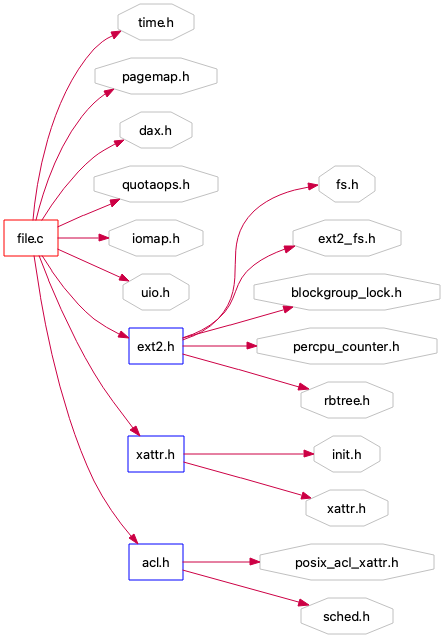 time.h
pagemap.h
dax.h
quotaops.h
fs.h
file.c
iomap.h
ext2_fs.h
uio.h
blockgroup_lock.h
ext2.h
percpu_counter.h
rbtree.h
xattr.h
init.h
xattr.h
acl.h
posix_acl_xattr.h
sched.h